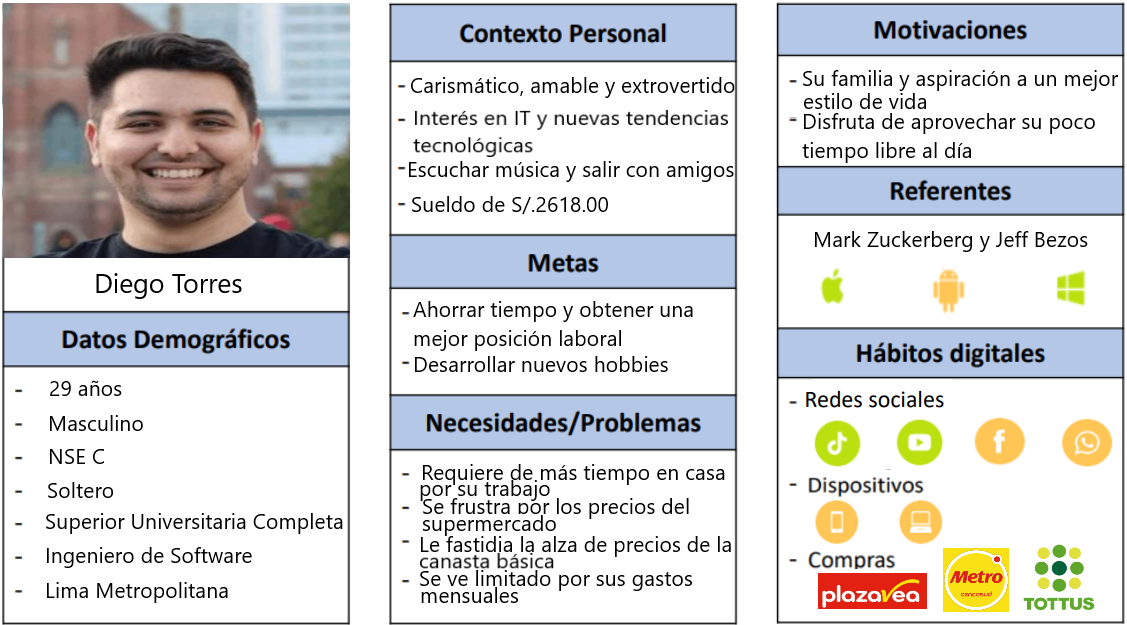 Diego Torres
Datos Demográficos
- 29 años
- Masculino
- NSE C
- Soltero
- Superior Universitaria Completa
- Ingeniero de Software
- Lima Metropolitana
Contexto Personal
- Carismático, amable y extrovertido
- Interés en IT y nuevas tendencias
tecnológicas
- Escuchar música y salir con amigos
- Sueldo de S/.2618.00
Metas
- Ahorrar tiempo y obtener una
mejor posición laboral
- Desarrollar nuevos hobbies
Necesidades/Problemas
- Requiere de más tiempo en casa
por su trabajo
- Se frustra por los precios del
supermercado
- Le fastidia la alza de precios de la
canasta básica
- Se ve limitado por sus gastos
mensuales
Motivaciones
- Su familia y aspiración a un mejor
estilo de vida
- Disfruta de aprovechar su poco
tiempo libre al día
Referentes
Mark Zuckerberg y Jeff Bezos
Hábitos digitales
- Redes sociales
- Dispositivos
- Compras
plazavea
Metro
cencosud
TOTTUS